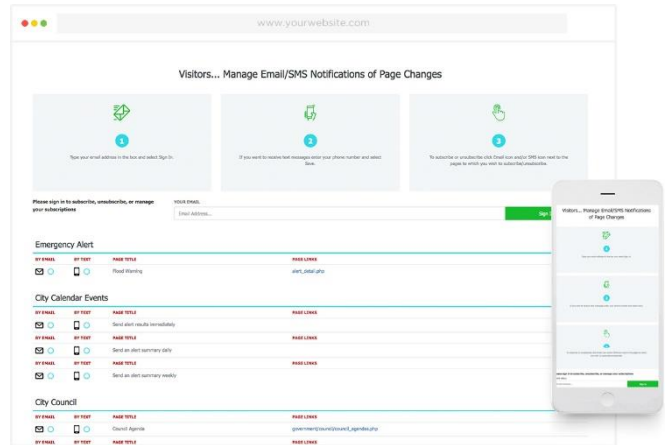 www.yourwebsite.com
Visitors... Manage Email/SMS Notifications of Page Changes
1
2
3
Type your email address in the box and select Sign In.
If you want to receive text messages enter your phone number and select
Save.
To subscribe or unsubscribe click Email icon and/or SMS icon next to the
pages to which you wish to subscribe/unsubscribe.
Please sign in to subscribe, unsubscribe, or manage
your subscriptions
YOUR EMAIL
Email Address...
Sign
Emergency Alert
BY EMAIL BY TEXT PAGE TITLE PAGE LINKS
Flood Warning alert_detail.php
City Calendar Events
BY EMAIL BY TEXT PAGE TITLE PAGE LINKS
Send alert results immediately
BY EMAIL BY TEXT PAGE TITLE PAGE LINKS
Send an alert summary daily
BY EMAIL BY TEXT PAGE TITLE PAGE LINKS
Send an alert summary weekly
City Council
BY EMAIL BY TEXT PAGE TITLE PAGE LINKS
Council Agenda government/council/council_agendas.php
BY EMAIL BY TEXT PAGE TITLE PAGE LINKS
Visitors... Manage Email/SMS Notifications
of Page Changes